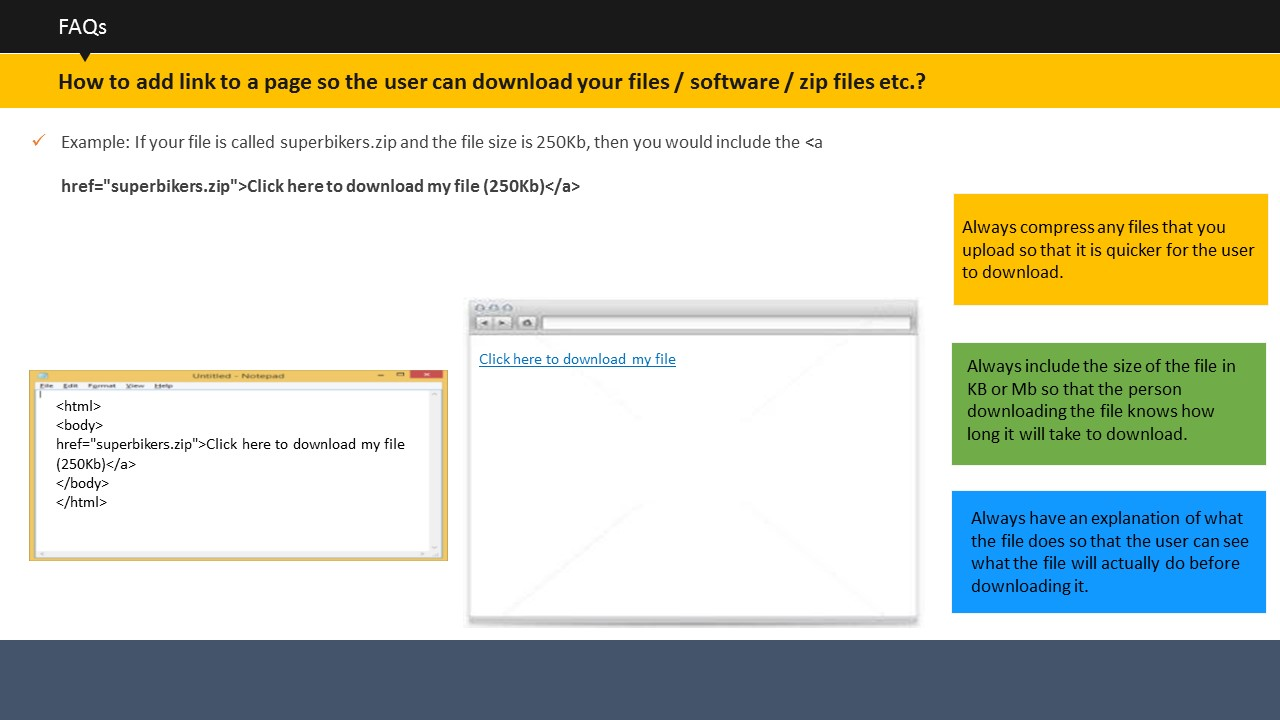 FAQs
How to add link to a page so the user can download your files / software / zip files etc.?
Example: If your file is called superbikers.zip and the file size is 250Kb, then you would include the <a
href="superbikers.zip">Click here to download my file (250Kb)</a>
Always compress any files that you
upload so that it is quicker for the user
to download.
Click here to download my file
Always include the size of the file in
KB or Mb so that the person
downloading the file knows how
long it will take to download.
Untitled - Notepad
File Edit Format View Help
<html>
<body>
href="superbikers.zip">Click here to download my file
(250Kb)</a>
</body>
</html>
Always have an explanation of what
the file does so that the user can see
what the file will actually do before
downloading it.